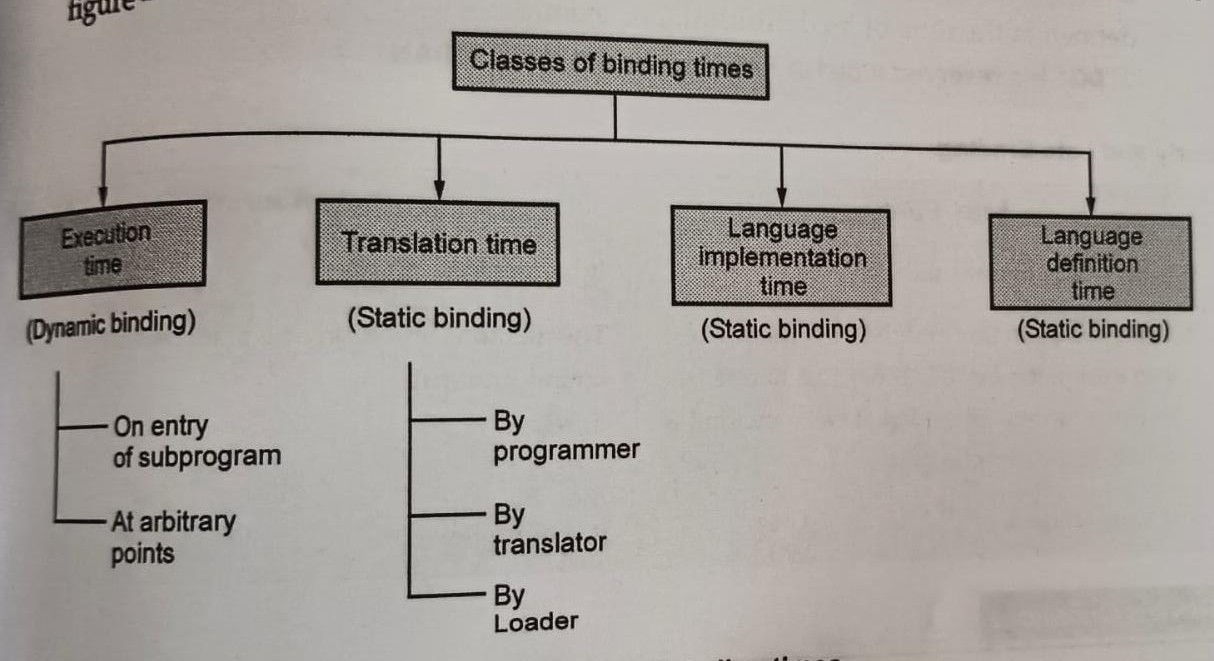 figure
Classes of binding times
Execution
time
Translation time
Language
implementation
time
Language
definition
time
(Dynamic binding)
(Static binding)
(Static binding)
(Static binding)
On entry
of subprogram
At arbitrary
points
By
programmer
By
translator
By
Loader